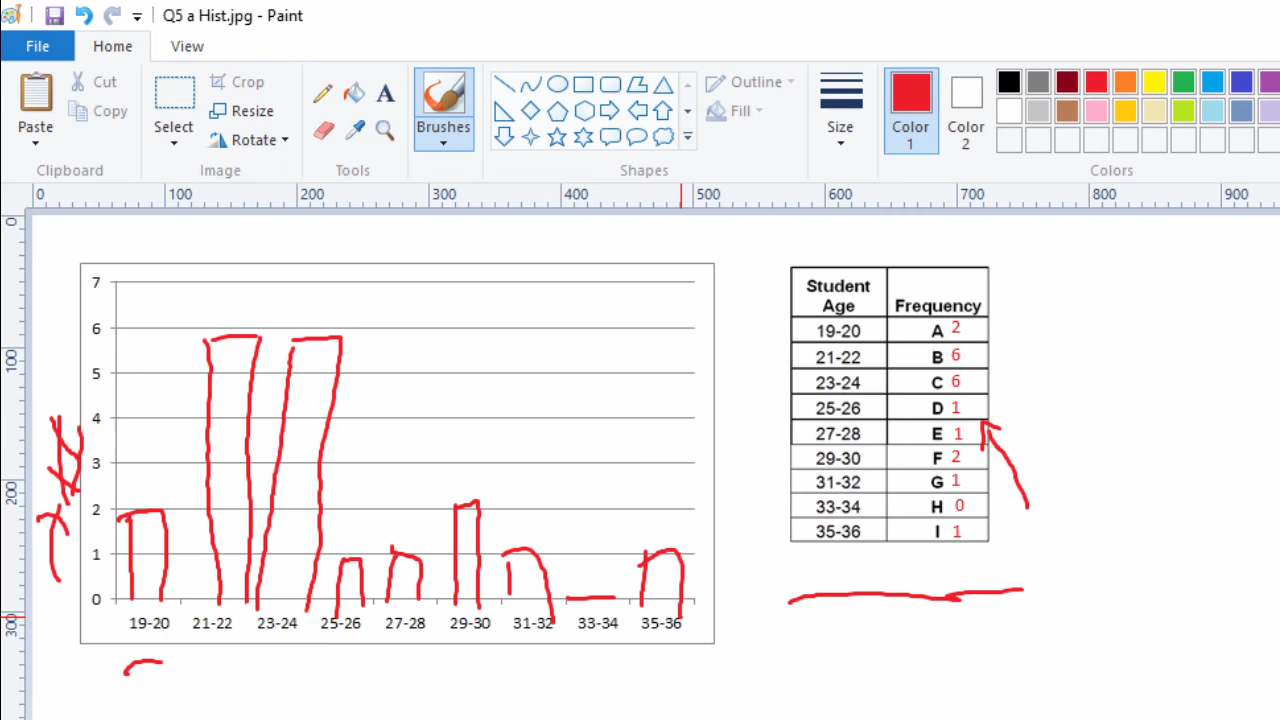 Q5 a Hist.jpg - Paint
File Home View
Paste
Cut
Copy
Clipboard
Select
Crop
Resize
Rotate
Image
Tools
Brushes
Shapes
Outline
Fill
Size
Color 1
Color 2
Colors
0 100 200 300 400 500 600 700 800 900
0
100
200
300
7
6
5
4
3
2
1
0
19-20 21-22 23-24 25-26 27-28 29-30 31-32 33-34 35-36
Student
Age Frequency
19-20 A 2
21-22 B 6
23-24 C 6
25-26 D 1
27-28 E 1
29-30 F 2
31-32 G 1
33-34 H 0
35-36 I 1